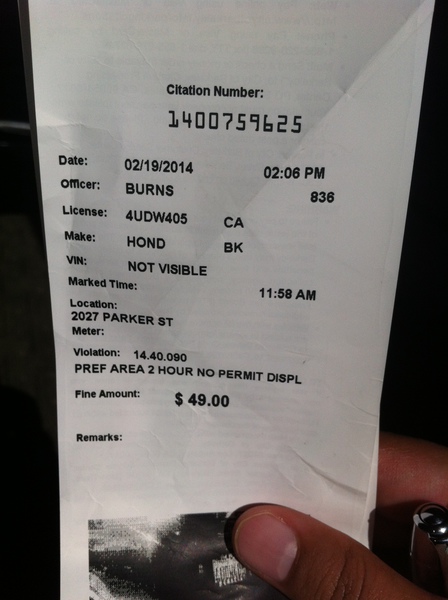 Citation Number:
1400759625
Date: 02/19/2014 02:06 PM
Officer: BURNS 836
License: 4UDW405 CA
Make: HOND BK
VIN: NOT VISIBLE
Marked Time: 11:58 AM
Location:
2027 PARKER ST
Meter:
Violation: 14.40.090
PREF AREA 2 HOUR NO PERMIT DISPL
Fine Amount: $ 49.00
Remarks: